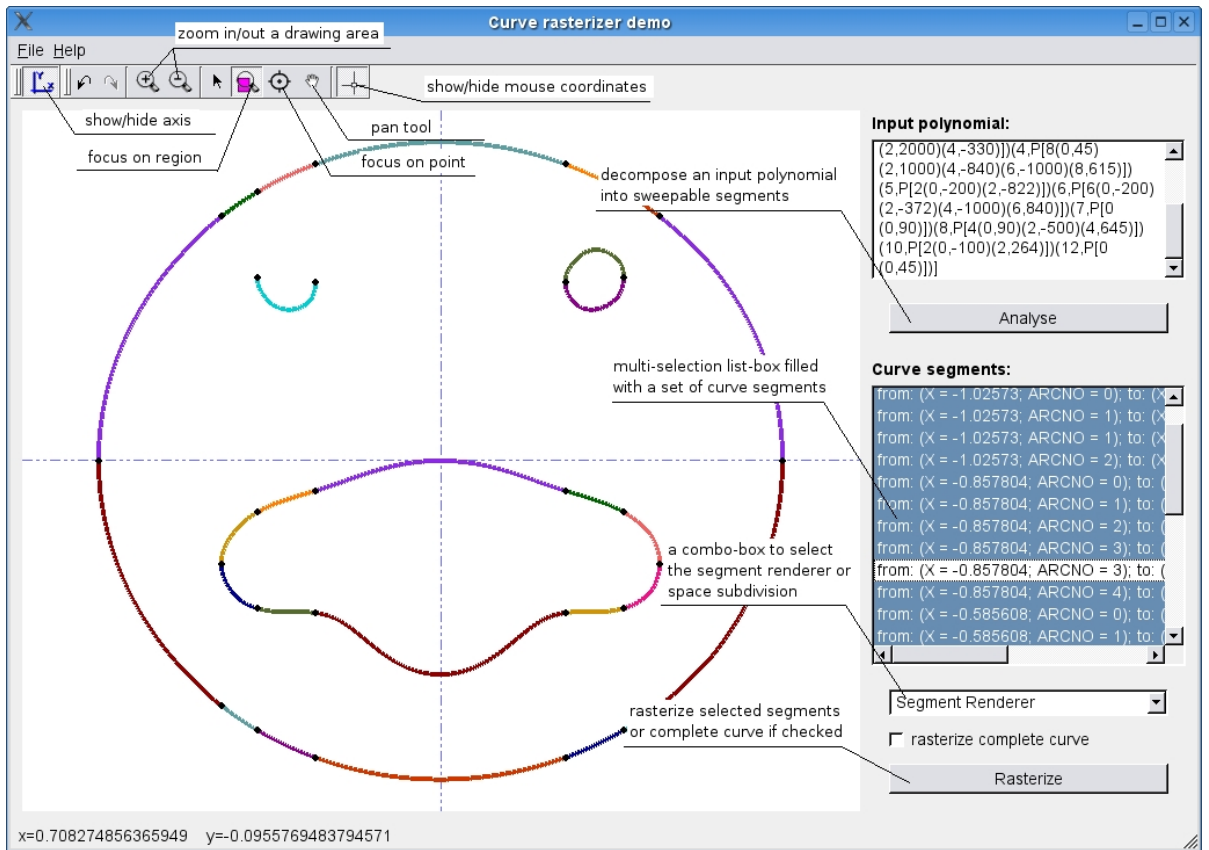 Curve rasterizer demo
zoom in/out a drawing area
File Help
show/hide mouse coordinates
show/hide axis
pan tool
focus on region
focus on point
Input polynomial:
(2,2000)(4,-330)])(4,P[8(0,45)
(2,1000)(4,-840)(6,-1000)(8,615)])
(5,P[2(0,-200)(2,-822)])(6,P[6(0,-200)
(2,-372)(4,-1000)(6,840)])(7,P[0
(0,90)])(8,P[4(0,90)(2,-500)(4,645)])
(10,P[2(0,-100)(2,264)])(12,P[0
(0,45)])]
decompose an input polynomial
into sweepable segments
Analyse
multi-selection list-box filled
with a set of curve segments
Curve segments:
from: (X = -1.02573; ARCNO = 0); to: (X
from: (X = -1.02573; ARCNO = 1); to: (X
from: (X = -1.02573; ARCNO = 1); to: (X
from: (X = -1.02573; ARCNO = 2); to: (X
from: (X = -0.857804; ARCNO = 0); to: (
from: (X = -0.857804; ARCNO = 1); to: (
from: (X = -0.857804; ARCNO = 2); to: (
from: (X = -0.857804; ARCNO = 3); to: (
from: (X = -0.857804; ARCNO = 3); to: (
from: (X = -0.857804; ARCNO = 4); to: (
from: (X = -0.585608; ARCNO = 0); to: (
from: (X = -0.585608; ARCNO = 1); to: (
a combo-box to select
the segment renderer or
space subdivision
Segment Renderer
rasterize selected segments
or complete curve if checked
rasterize complete curve
Rasterize
x=0.708274856365949 y=-0.0955769483794571